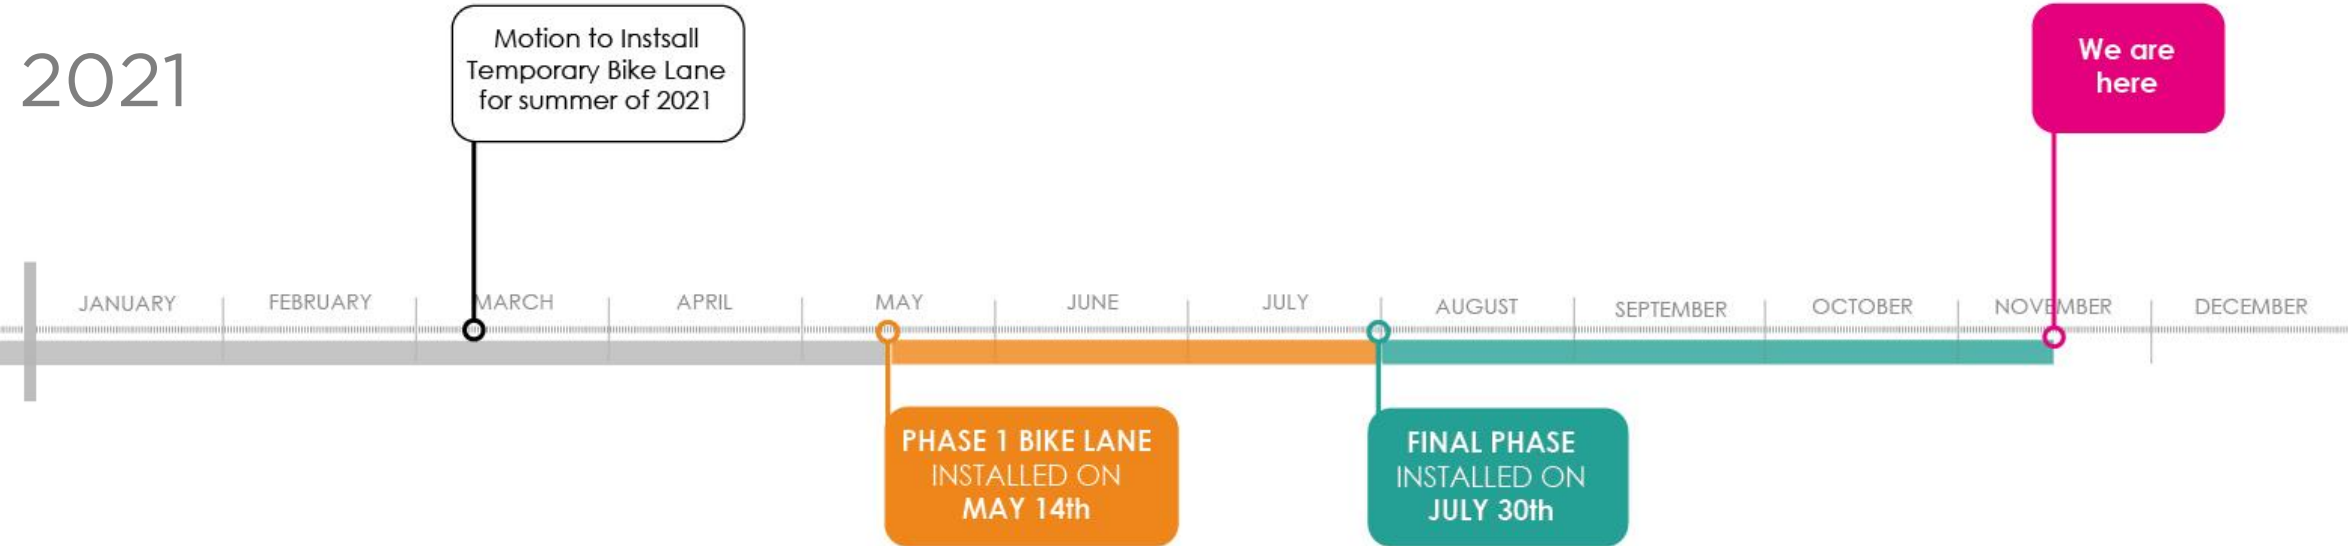 2021
Motion to Instsall
Temporary Bike Lane
for summer of 2021
We are
here
JANUARY
FEBRUARY
MARCH
APRIL
MAY
JUNE
JULY
AUGUST
SEPTEMBER
OCTOBER
NOVEMBER
DECEMBER
PHASE 1 BIKE LANE
INSTALLED ON
MAY 14th
FINAL PHASE
INSTALLED ON
JULY 30th